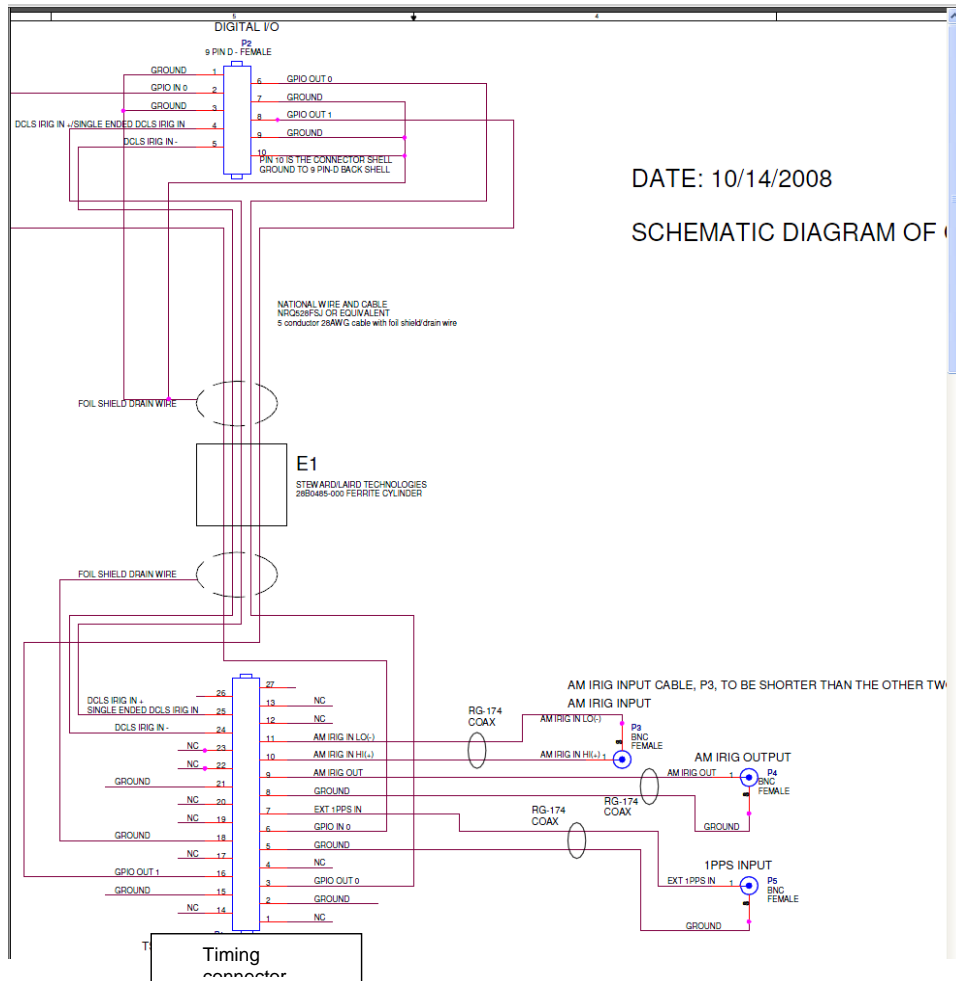 5
4
DIGITAL I/O
P2
9 PIN D - FEMALE
GROUND 1
GPIO IN 0 2
GROUND 3
DCLS IRIG IN +/SINGLE ENDED DCLS IRIG IN 4
DCLS IRIG IN - 5
6 GPIO OUT 0
7 GROUND
8 GPIO OUT 1
9 GROUND
10
PIN 10 IS THE CONNECTOR SHELL
GROUND TO 9 PIN-D BACK SHELL
DATE: 10/14/2008
SCHEMATIC DIAGRAM OF
NATIONAL WIRE AND CABLE
NRQ528FSJ OR EQUIVALENT
5 conductor 28AWG cable with foil shield/drain wire
FOIL SHIELD DRAIN WIRE
E1
STEWARD/LAIRD TECHNOLOGIES
28B0485-000 FERRITE CYLINDER
FOIL SHIELD DRAIN WIRE
26
DCLS IRIG IN +
SINGLE ENDED DCLS IRIG IN 25
DCLS IRIG IN - 24
NC 23
NC 22
GROUND 21
NC 20
NC 19
GROUND 18
NC 17
GPIO OUT 1 16
GROUND 15
NC 14
27
13 NC
12 NC
11 AM IRIG IN LO(-)
10 AM IRIG IN HI(+)
9 AM IRIG OUT
8 GROUND
7 EXT 1PPS IN
6 GPIO IN 0
5 GROUND
4 NC
3 GPIO OUT 0
2 GROUND
1 NC
RG-174
COAX
RG-174
COAX
RG-174
COAX
AM IRIG INPUT CABLE, P3, TO BE SHORTER THAN THE OTHER
AM IRIG INPUT
AM IRIG IN LO(-)
P3
BNC
FEMALE
AM IRIG IN HI(+) 1
AM IRIG OUTPUT
AM IRIG OUT 1
P4
BNC
FEMALE
GROUND
1PPS INPUT
EXT 1PPS IN 1
P5
BNC
FEMALE
GROUND
Timing
connector